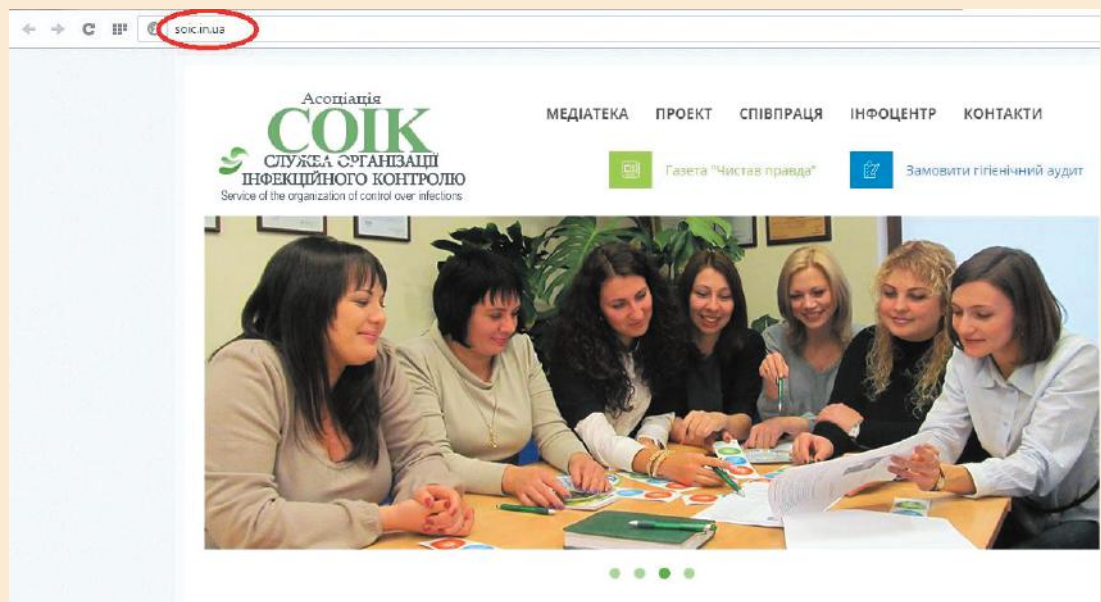 soic.in.ua
Асоціація
СОІК
СЛУЖБА ОРГАНІЗАЦІЇ
ІНФЕКЦІЙНОГО КОНТРОЛЮ
Service of the organization of control over infections
МЕДІАТЕКА ПРОЕКТ СПІВПРАЦЯ ІНФОЦЕНТР КОНТАКТИ
Газета "Чистав правда" Замовити гігієнічний аудит